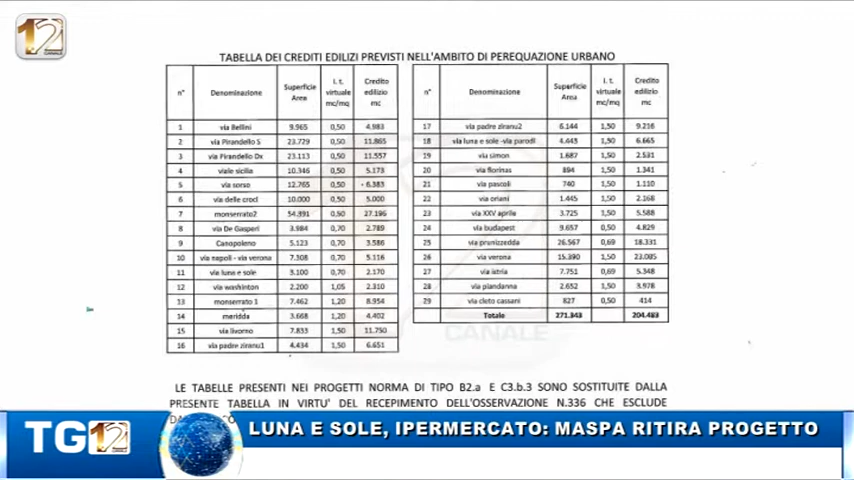 12
CANALE
TABELLA DEI CREDITI EDILIZI PREVISTI NELL'AMBITO DI PEREQUAZIONE URBANO
n° Denominazione Superficie Area I. t. virtuale mc/mq Credito edilizio mc
1 via Bellini 9.965 0,50 4.983
2 via Pirandello S 23.729 0,50 11.865
3 via Pirandello Dx 23.113 0,50 11.557
4 viale sicilia 10.346 0,50 5.173
5 via sorso 12.765 0,50 6.383
6 via delle croci 10.000 0,50 5.000
7 monserrato2 54.391 0,50 27.196
8 via De Gasperi 3.984 0,70 2.789
9 Canopoleno 5.123 0,70 3.586
10 via napoli - via verona 7.308 0,70 5.116
11 via luna e sole 3.100 0,70 2.170
12 via washinton 2.200 1,05 2.310
13 monserrato 1 7.462 1,20 8.954
14 meridda 3.668 1,20 4.402
15 via livorno 7.833 1,50 11.750
16 via padre ziranu1 4.434 1,50 6.651
n° Denominazione Superficie Area I. t. virtuale mc/mq Credito edilizio mc
17 via padre ziranu2 6.144 1,50 9.216
18 via luna e sole -via parodi 4.443 1,50 6.665
19 via simon 1.687 1,50 2.531
20 via florinas 894 1,50 1.341
21 via pascoli 740 1,50 1.110
22 via oriani 1.445 1,50 2.168
23 via XXV aprile 3.725 1,50 5.588
24 via budapest 9.657 0,50 4.829
25 via prunizzedda 26.567 0,69 18.331
26 via verona 15.390 1,50 23.085
27 via istria 7.751 0,69 5.348
28 via piandanna 2.652 1,50 3.978
29 via cleto cassani 827 0,50 414
Totale 271.343 204.483
CANALE
LE TABELLE PRESENTI NEI PROGETTI NORMA DI TIPO B2.a E C3.b.3 SONO SOSTITUITE DALLA
PRESENTE TABELLA IN VIRTU' DEL RECEPIMENTO DELL'OSSERVAZIONE N.336 CHE ESCLUDE
TG12
CANALE
LUNA E SOLE, IPERMERCATO: MASPA RITIRA PROGETTO